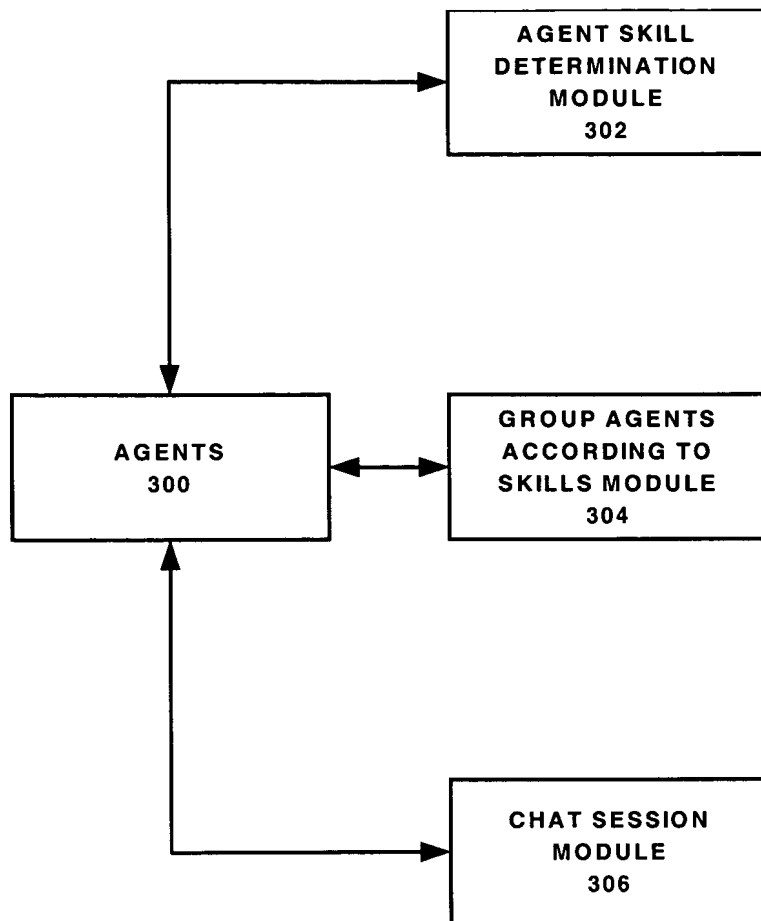 AGENT SKILL
DETERMINATION
MODULE
302
AGENTS
300
GROUP AGENTS
ACCORDING TO
SKILLS MODULE
304
CHAT SESSION
MODULE
306